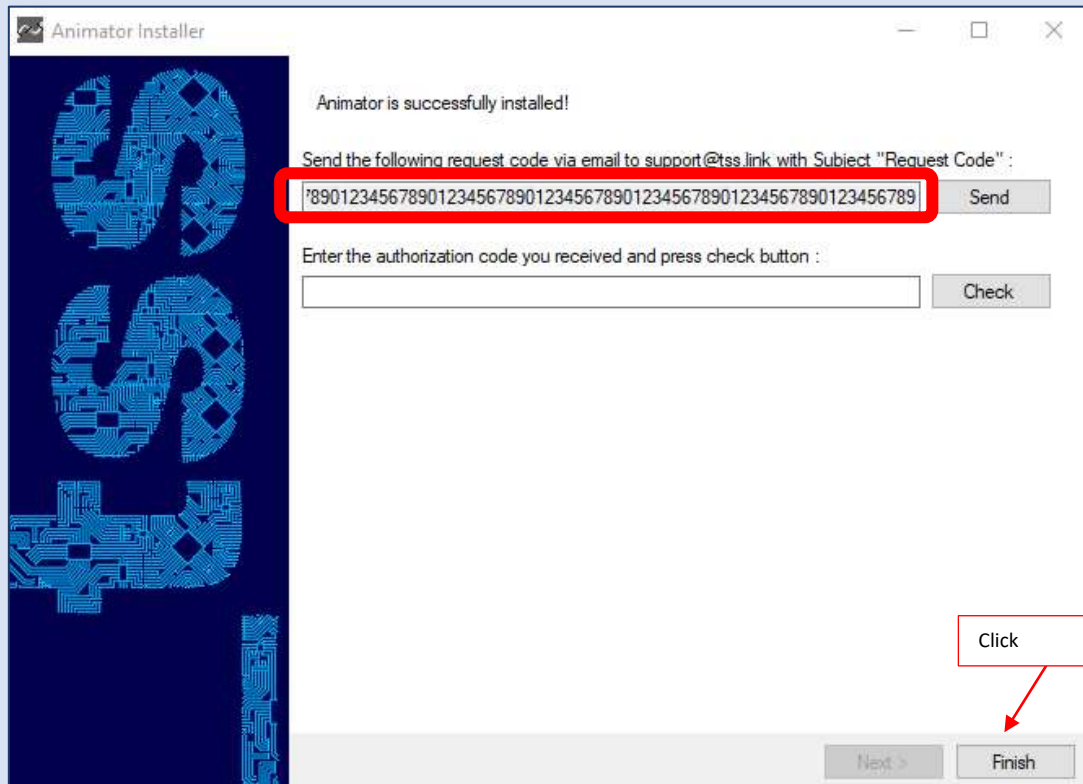 Animator Installer
Animator is successfully installed!
Send the following request code via email to support@tss.link with Subject "Request Code" :
789012345678901234567890123456789012345678901234567890123456789
Send
Enter the authorization code you received and press check button :
Check
Click
Next >
Finish